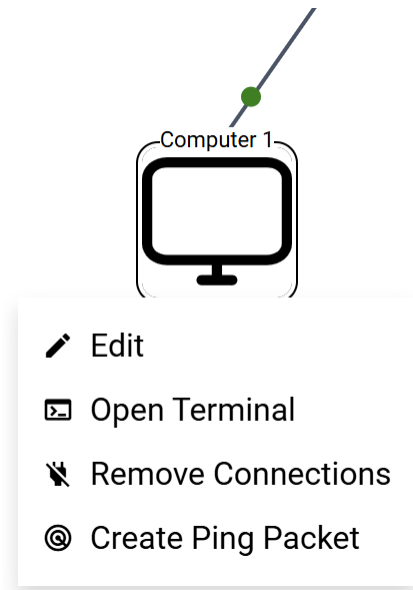 Computer 1
Edit
Open Terminal
Remove Connections
Create Ping Packet